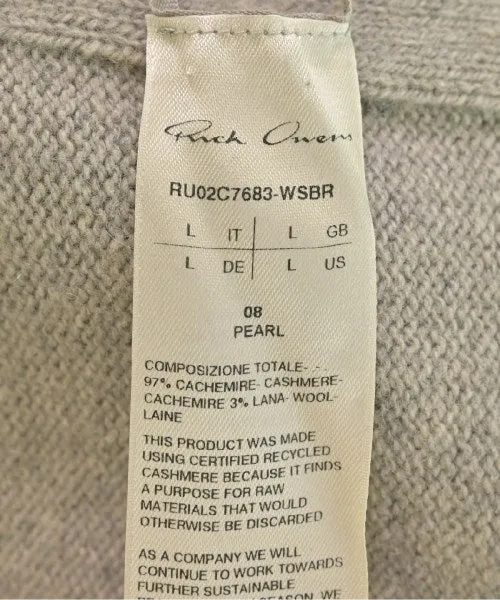 Rick Owens
RU02C7683-WSBR
L IT L GB
L DE L US
08
PEARL
COMPOSIZIONE TOTALE- .-.
97% CACHEMIRE- CASHMERE-
CACHEMIRE 3% LANA- WOOL-
LAINE
THIS PRODUCT WAS MADE
USING CERTIFIED RECYCLED
CASHMERE BECAUSE IT FINDS
A PURPOSE FOR RAW
MATERIALS THAT WOULD
OTHERWISE BE DISCARDED
AS A COMPANY WE WILL
CONTINUE TO WORK TOWARDS
FURTHER SUSTAINABLE
SEASON, WE